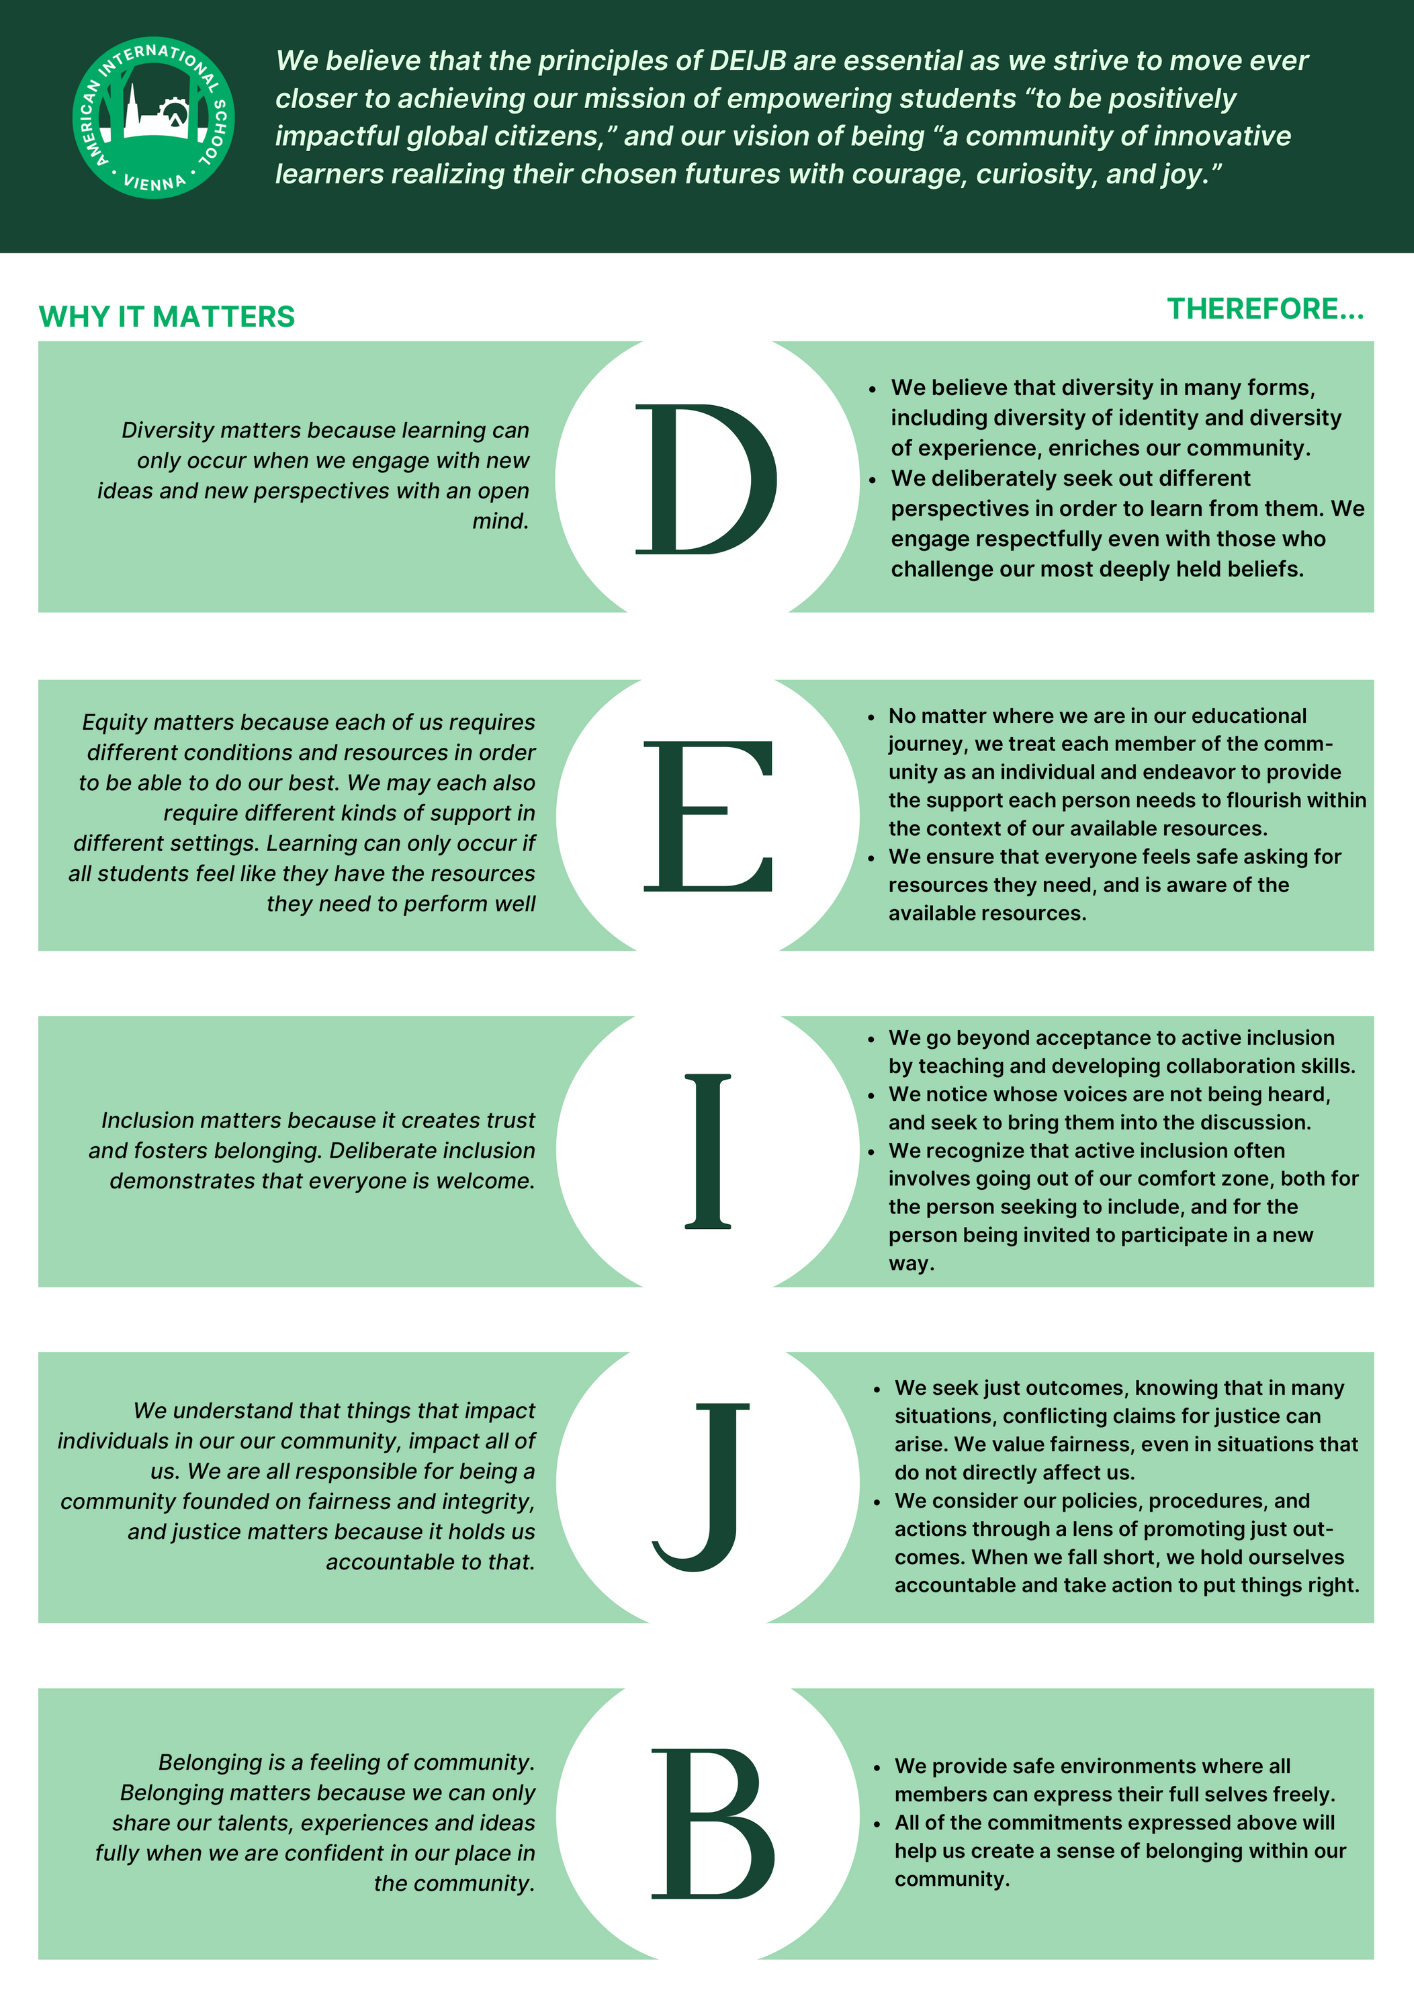 AMERICAN INTERNATIONAL SCHOOL
• VIENNA •
We believe that the principles of DEIJB are essential as we strive to move ever
closer to achieving our mission of empowering students “to be positively
impactful global citizens,” and our vision of being “a community of innovative
learners realizing their chosen futures with courage, curiosity, and joy.”
WHY IT MATTERS
THEREFORE...
Diversity matters because learning can
only occur when we engage with new
ideas and new perspectives with an open
mind.
D
• We believe that diversity in many forms,
including diversity of identity and diversity
of experience, enriches our community.
• We deliberately seek out different
perspectives in order to learn from them. We
engage respectfully even with those who
challenge our most deeply held beliefs.
Equity matters because each of us requires
different conditions and resources in order
to be able to do our best. We may each also
require different kinds of support in
different settings. Learning can only occur if
all students feel like they have the resources
they need to perform well
E
• No matter where we are in our educational
journey, we treat each member of the comm-
unity as an individual and endeavor to provide
the support each person needs to flourish within
the context of our available resources.
• We ensure that everyone feels safe asking for
resources they need, and is aware of the
available resources.
Inclusion matters because it creates trust
and fosters belonging. Deliberate inclusion
demonstrates that everyone is welcome.
I
• We go beyond acceptance to active inclusion
by teaching and developing collaboration skills.
• We notice whose voices are not being heard,
and seek to bring them into the discussion.
• We recognize that active inclusion often
involves going out of our comfort zone, both for
the person seeking to include, and for the
person being invited to participate in a new
way.
We understand that things that impact
individuals in our our community, impact all of
us. We are all responsible for being a
community founded on fairness and integrity,
and justice matters because it holds us
accountable to that.
J
• We seek just outcomes, knowing that in many
situations, conflicting claims for justice can
arise. We value fairness, even in situations that
do not directly affect us.
• We consider our policies, procedures, and
actions through a lens of promoting just out-
comes. When we fall short, we hold ourselves
accountable and take action to put things right.
Belonging is a feeling of community.
Belonging matters because we can only
share our talents, experiences and ideas
fully when we are confident in our place in
the community.
B
• We provide safe environments where all
members can express their full selves freely.
• All of the commitments expressed above will
help us create a sense of belonging within our
community.